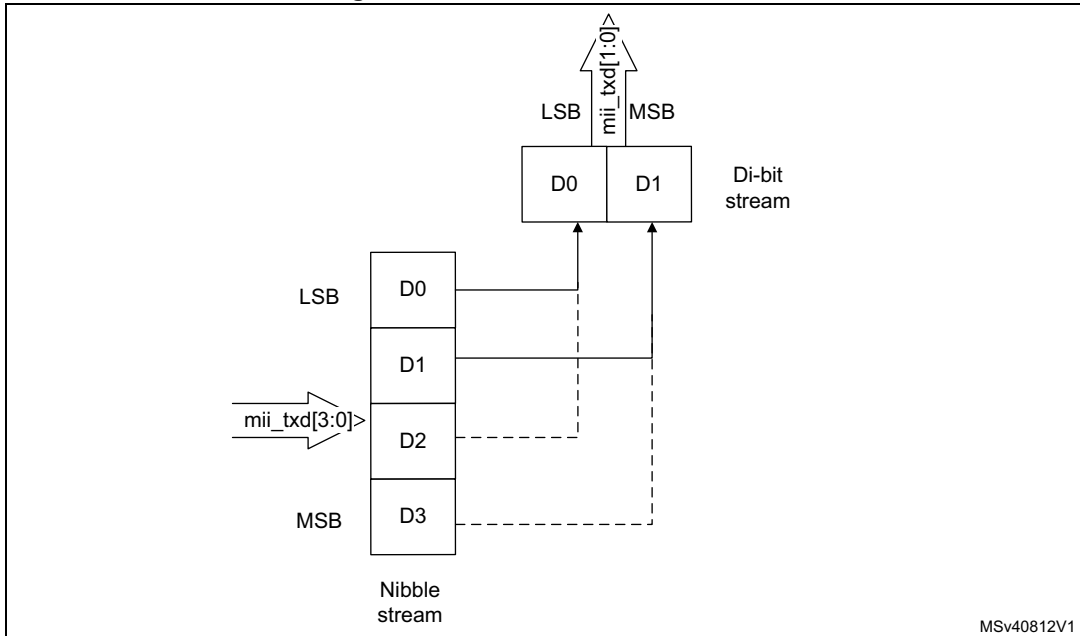 mii_txd[1:0]>
LSB
MSB
D0
D1
Di-bit
stream
LSB
D0
D1
mii_txd[3:0]>
D2
MSB
D3
Nibble
stream
MSv40812V1